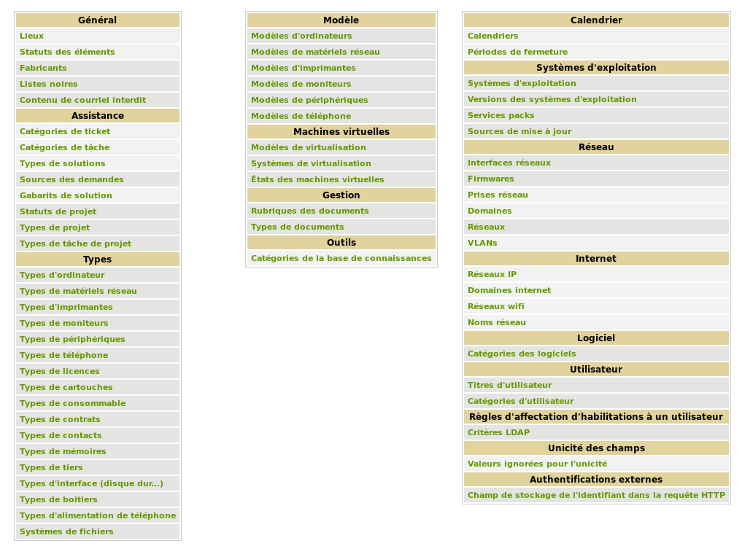 Général
Lieux
Statuts des éléments
Fabricants
Listes noires
Contenu de courriel interdit
Assistance
Catégories de ticket
Catégories de tâche
Types de solutions
Sources des demandes
Gabarits de solution
Statuts de projet
Types de projet
Types de tâche de projet
Types
Types d'ordinateur
Types de matériels réseau
Types d'imprimantes
Types de moniteurs
Types de périphériques
Types de téléphone
Types de licences
Types de cartouches
Types de consommable
Types de contrats
Types de contacts
Types de mémoires
Types de tiers
Types d'interface (disque dur...)
Types de boîtiers
Types d'alimentation de téléphone
Systèmes de fichiers
Modèle
Modèles d'ordinateurs
Modèles de matériels réseau
Modèles d'imprimantes
Modèles de moniteurs
Modèles de périphériques
Modèles de téléphone
Machines virtuelles
Modèles de virtualisation
Systèmes de virtualisation
États des machines virtuelles
Gestion
Rubriques des documents
Types de documents
Outils
Catégories de la base de connaissances
Calendrier
Calendriers
Périodes de fermeture
Systèmes d'exploitation
Systèmes d'exploitation
Versions des systèmes d'exploitation
Services packs
Sources de mise à jour
Réseau
Interfaces réseaux
Firmwares
Prises réseau
Domaines
Réseaux
VLANs
Internet
Réseaux IP
Domaines internet
Réseaux wifi
Noms réseau
Logiciel
Catégories des logiciels
Utilisateur
Titres d'utilisateur
Catégories d'utilisateur
Règles d'affectation d'habilitations à un utilisateur
Critères LDAP
Unicité des champs
Valeurs ignorées pour l'unicité
Authentifications externes
Champ de stockage de l'identifiant dans la requête HTTP